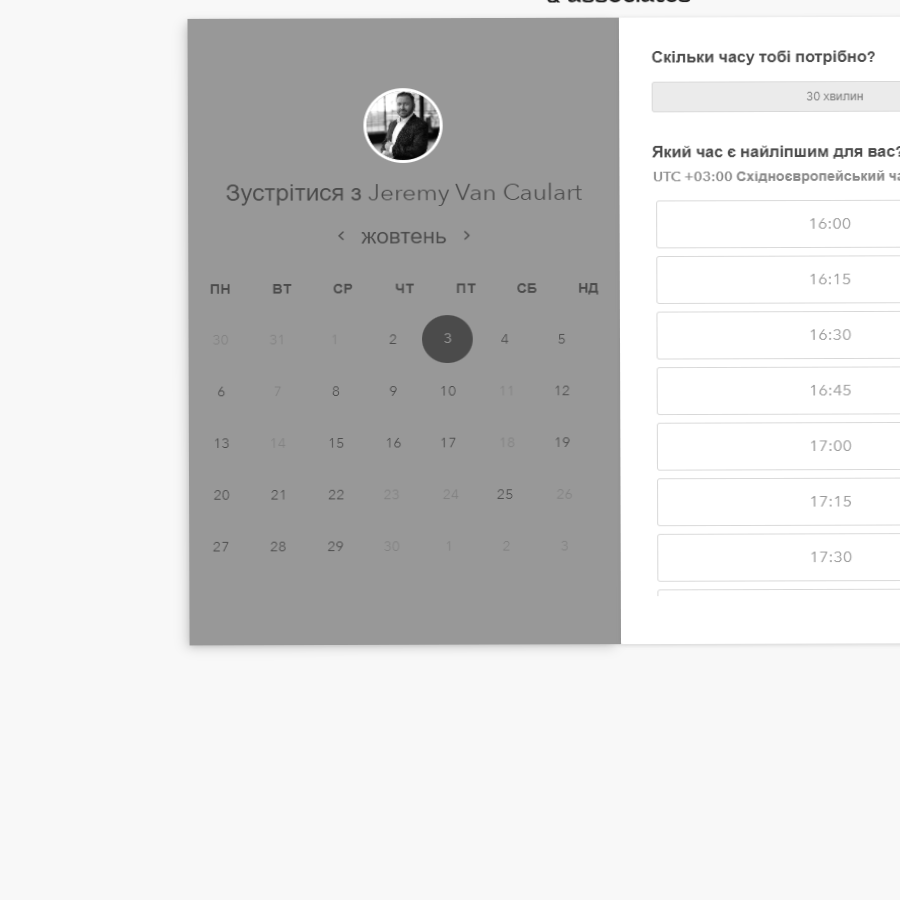 & associates
Зустрітися з Jeremy Van Caulart
‹ жовтень ›
ПН ВТ СР ЧТ ПТ СБ НД
30 31 1 2 3 4 5
6 7 8 9 10 11 12
13 14 15 16 17 18 19
20 21 22 23 24 25 26
27 28 29 30 1 2 3
Скільки часу тобі потрібно?
30 хвилин
Який час є найліпшим для вас?
UTC +03:00 Східноєвропейський
16:00
16:15
16:30
16:45
17:00
17:15
17:30